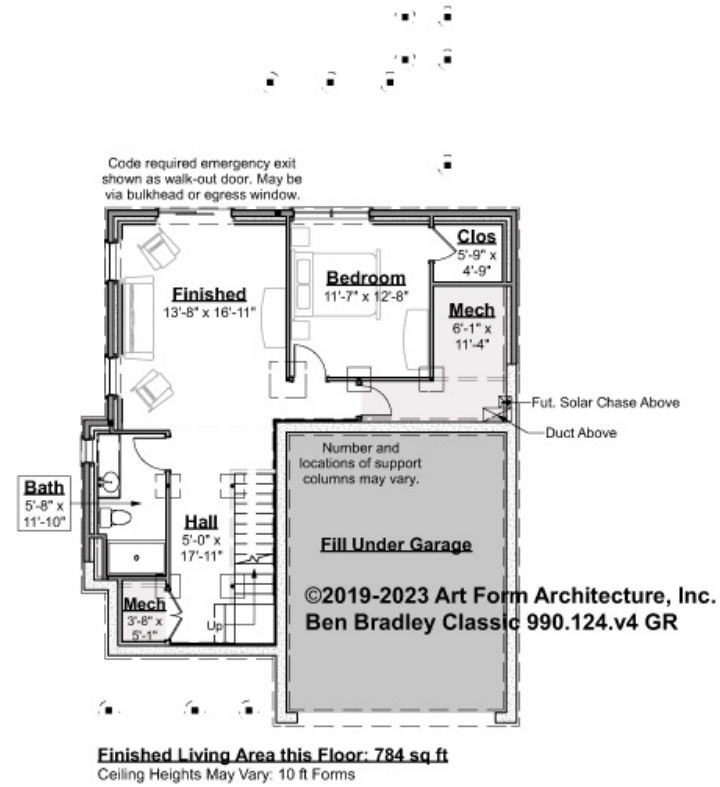 Code required emergency exit
shown as walk-out door. May be
via bulkhead or egress window.
Clos
5'-9" x
4'-9"
Bedroom
11'-7" x 12'-8"
Finished
13'-8" x 16'-11"
Mech
6'-1" x
11'-4"
Fut. Solar Chase Above
Duct Above
Number and
locations of support
columns may vary.
Bath
5'-8" x
11'-10"
Hall
5'-0" x
17'-11"
Fill Under Garage
Mech
3'-8" x
5'-1"
Up
©2019-2023 Art Form Architecture, Inc.
Ben Bradley Classic 990.124.v4 GR
Finished Living Area this Floor: 784 sq ft
Ceiling Heights May Vary: 10 ft Forms